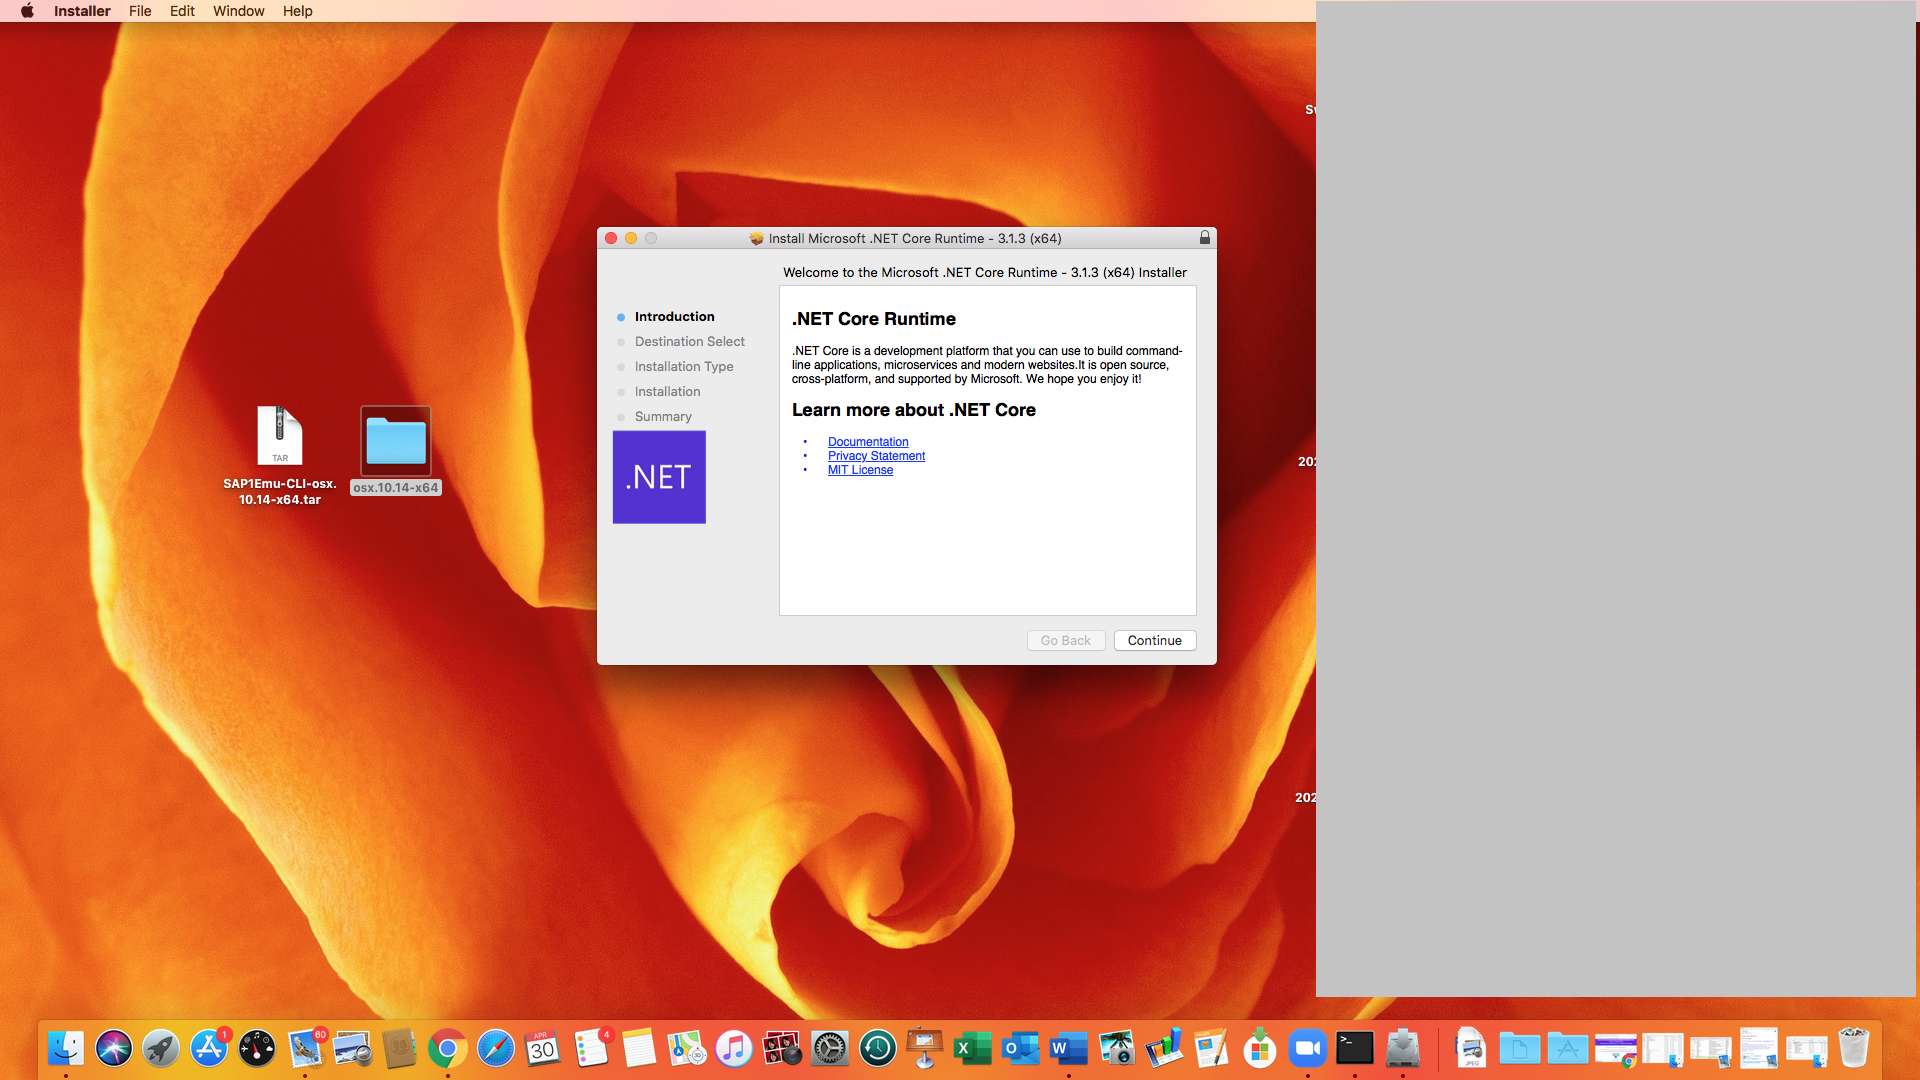 Installer File Edit Window Help
Install Microsoft .NET Core Runtime - 3.1.3 (x64)
Welcome to the Microsoft .NET Core Runtime - 3.1.3 (x64) Installer
Introduction
Destination Select
Installation Type
Installation
Summary
.NET
.NET Core Runtime
.NET Core is a development platform that you can use to build command-
line applications, microservices and modern websites.It is open source,
cross-platform, and supported by Microsoft. We hope you enjoy it!
Learn more about .NET Core
• Documentation
• Privacy Statement
• MIT License
Go Back Continue
TAR
SAP1Emu-CLI-osx.
10.14-x64.tar
osx.10.14-x64
202
202
1
60
APR
30
4
3D
X
O
W
>_
JPEG